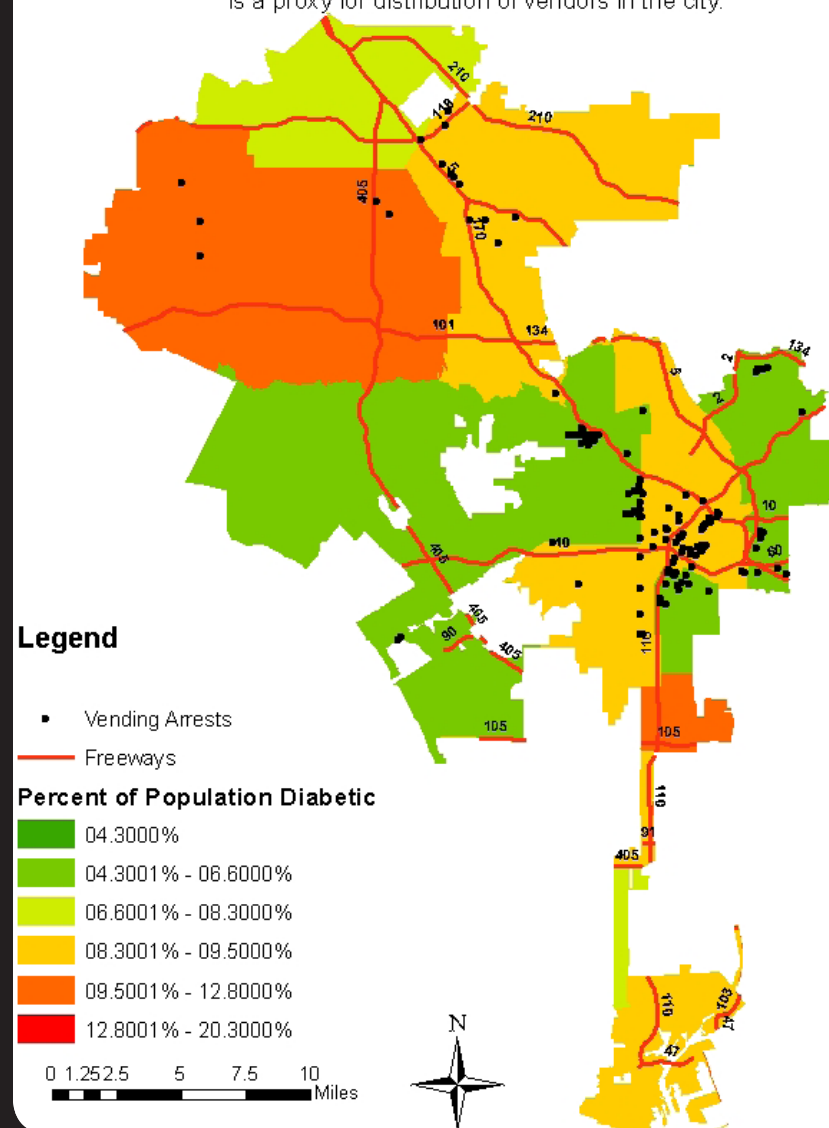 is a proxy for distribution of vendors in the city.
210
118
210
5
405
170
101
134
5
2
134
2
10
60
10
405
405
90
405
110
105
105
110
91
405
110
103
47
47
Legend
Vending Arrests
Freeways
Percent of Population Diabetic
04.3000%
04.3001% - 06.6000%
06.6001% - 08.3000%
08.3001% - 09.5000%
09.5001% - 12.8000%
12.8001% - 20.3000%
0 1.25 2.5 5 7.5 10
Miles
N